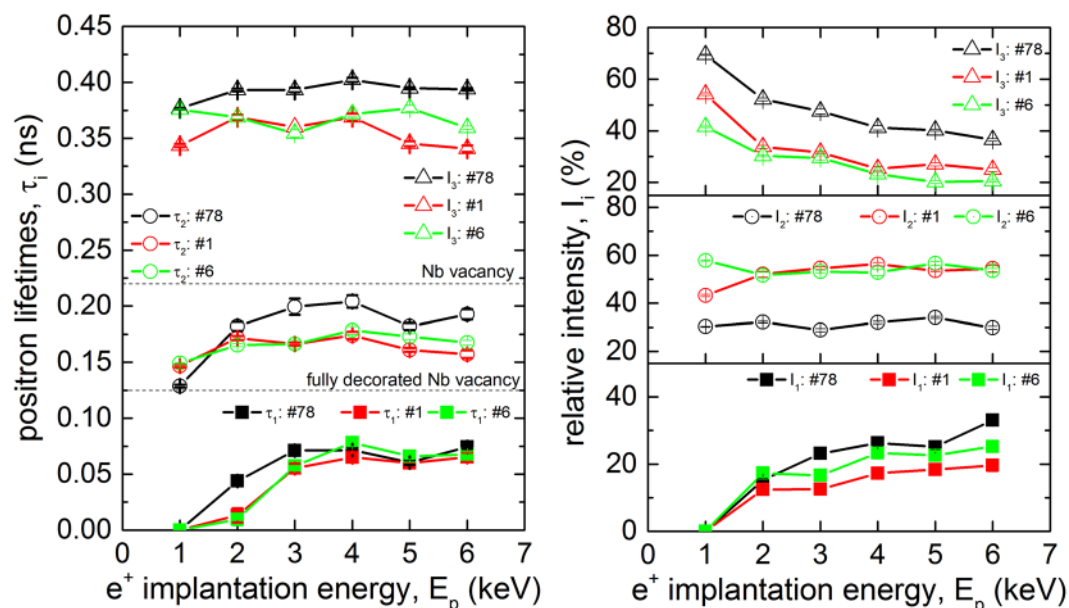 positron lifetimes, τi (ns)
0.45
0.40
0.35
0.30
0.25
0.20
0.15
0.10
0.05
0.00
I3: #78
I3: #1
I3: #6
τ2: #78
τ2: #1
τ2: #6
Nb vacancy
fully decorated Nb vacancy
τ1: #78 τ1: #1 τ1: #6
0 1 2 3 4 5 6 7
e+ implantation energy, Ep (keV)
relative intensity, Ii (%)
80
60
40
20
I3: #78
I3: #1
I3: #6
80
60
40
20
I2: #78 I2: #1 I2: #6
40
20
0
I1: #78 I1: #1 I1: #6
0 1 2 3 4 5 6 7
e+ implantation energy, Ep (keV)